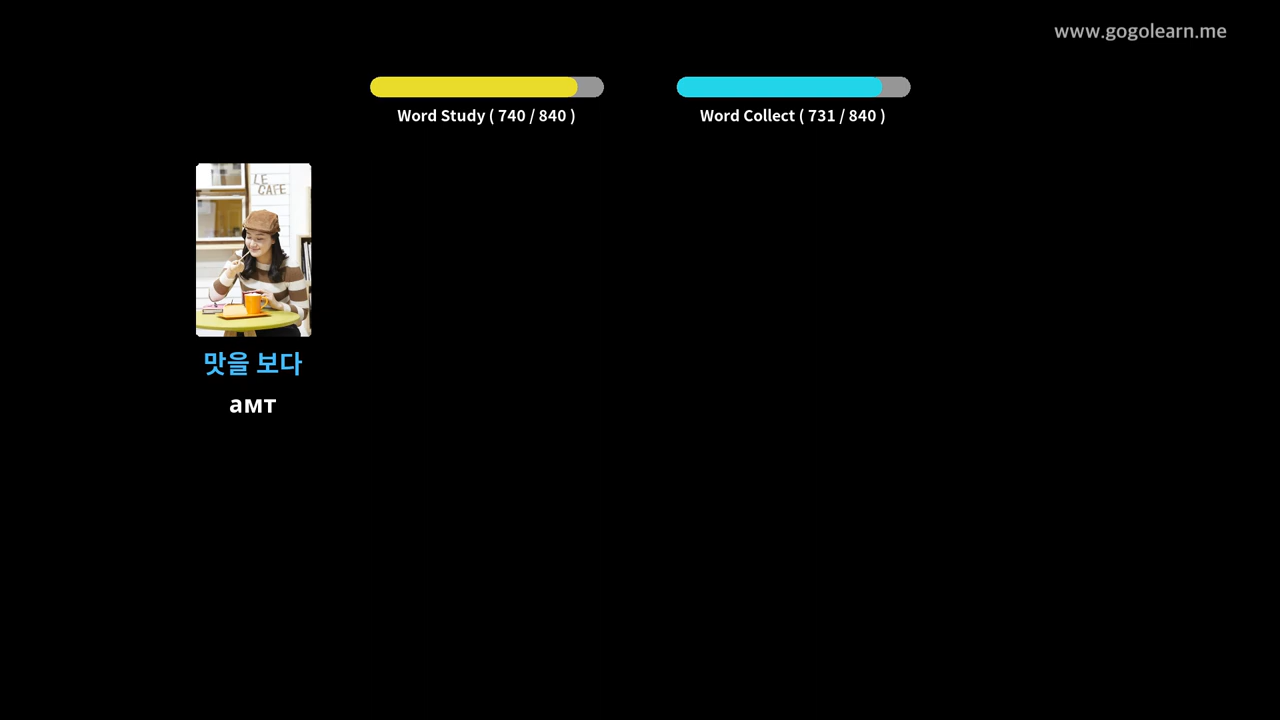 www.gogolearn.me
Word Study ( 740 / 840 )
Word Collect ( 731 / 840 )
LE
CAFE
맛을 보다
амт